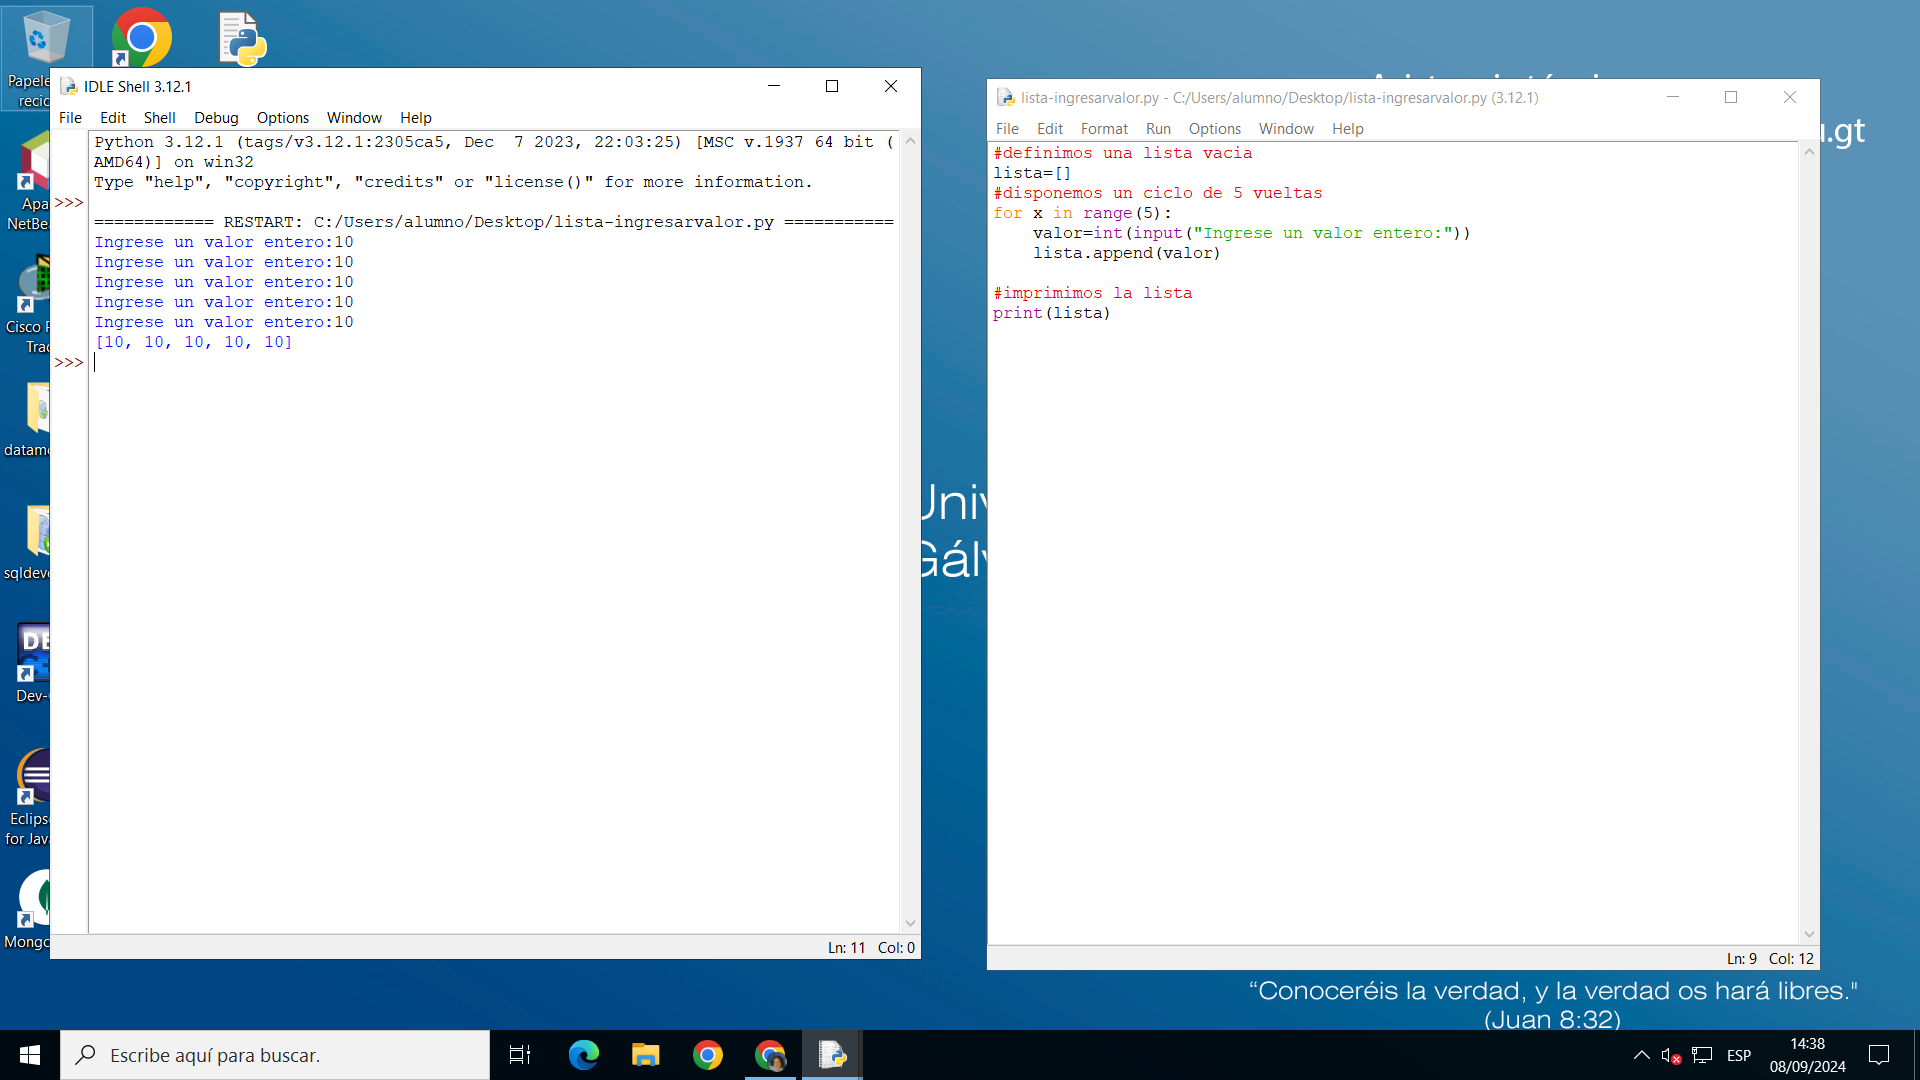 IDLE Shell 3.12.1
File Edit Shell Debug Options Window Help
Python 3.12.1 (tags/v3.12.1:2305ca5, Dec  7 2023, 22:03:25) [MSC v.1937 64 bit (
AMD64)] on win32
Type "help", "copyright", "credits" or "license()" for more information.
>>>
============ RESTART: C:/Users/alumno/Desktop/lista-ingresarvalor.py ===========
Ingrese un valor entero:10
Ingrese un valor entero:10
Ingrese un valor entero:10
Ingrese un valor entero:10
Ingrese un valor entero:10
[10, 10, 10, 10, 10]
>>>
Ln: 11 Col: 0
lista-ingresarvalor.py - C:/Users/alumno/Desktop/lista-ingresarvalor.py (3.12.1)
File Edit Format Run Options Window Help
#definimos una lista vacia
lista=[]
#disponemos un ciclo de 5 vueltas
for x in range(5):
    valor=int(input("Ingrese un valor entero:"))
    lista.append(valor)
#imprimimos la lista
print(lista)
Ln: 9 Col: 12
Papele
recic
Apa
NetBe
Cisco P
Trac
datamo
sqldeve
DE
Dev-
Eclips
for Java
Mongo
u.gt
Univ
Gálv
“Conoceréis la verdad, y la verdad os hará libres."
(Juan 8:32)
Escribe aquí para buscar.
ESP
14:38
08/09/2024